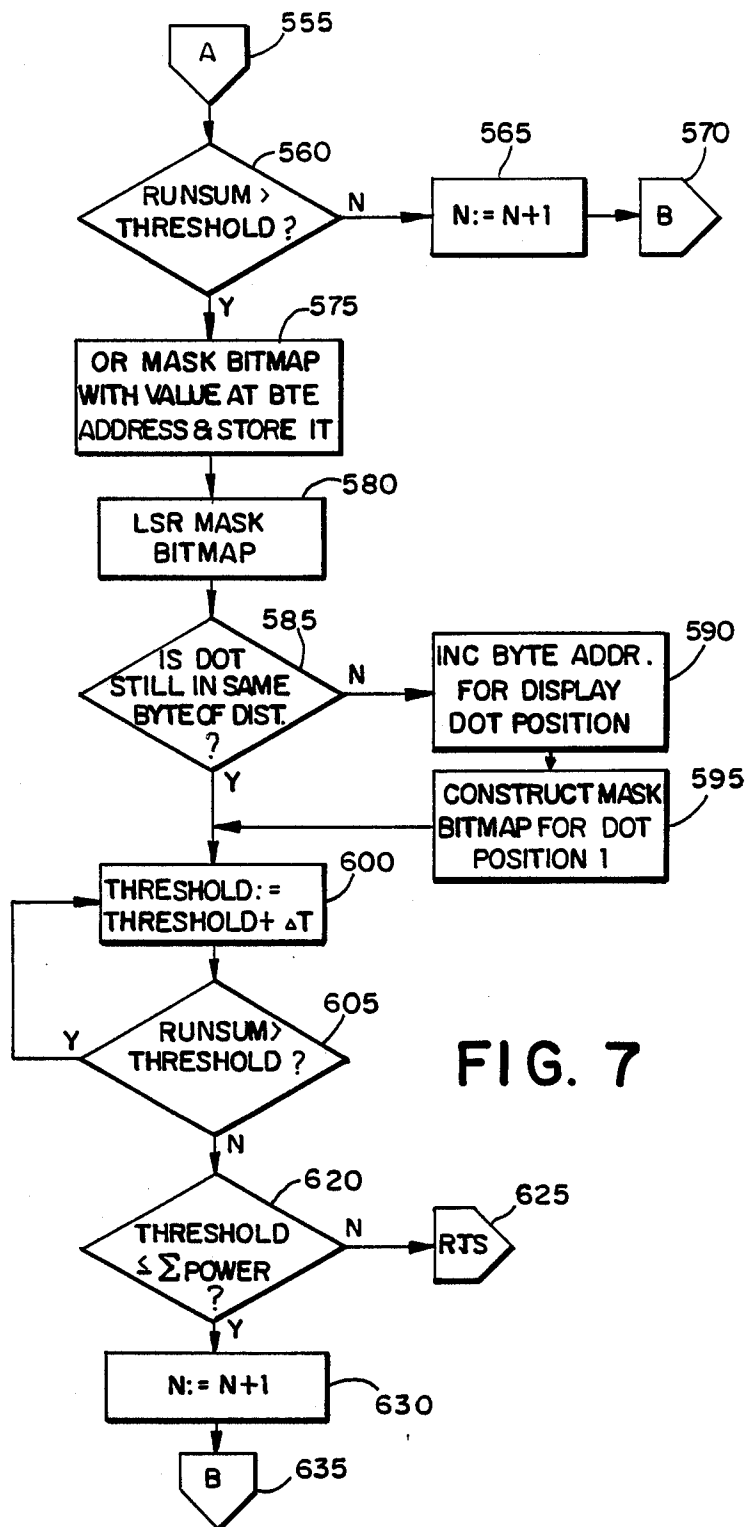 A
555
560
RUNSUM >
THRESHOLD ?
N
565
N:= N+1
570
B
Y
575
OR MASK BITMAP
WITH VALUE AT BTE
ADDRESS & STORE IT
580
LSR MASK
BITMAP
585
IS DOT
STILL IN SAME
BYTE OF DIST.
?
N
590
INC BYTE ADDR.
FOR DISPLAY
DOT POSITION
Y
595
CONSTRUCT MASK
BITMAP FOR DOT
POSITION 1
600
THRESHOLD:=
THRESHOLD+ ΔT
605
RUNSUM>
THRESHOLD ?
Y
N
FIG. 7
620
THRESHOLD
≤ ΣPOWER
?
N
625
RTS
Y
N:= N+1
630
B
635